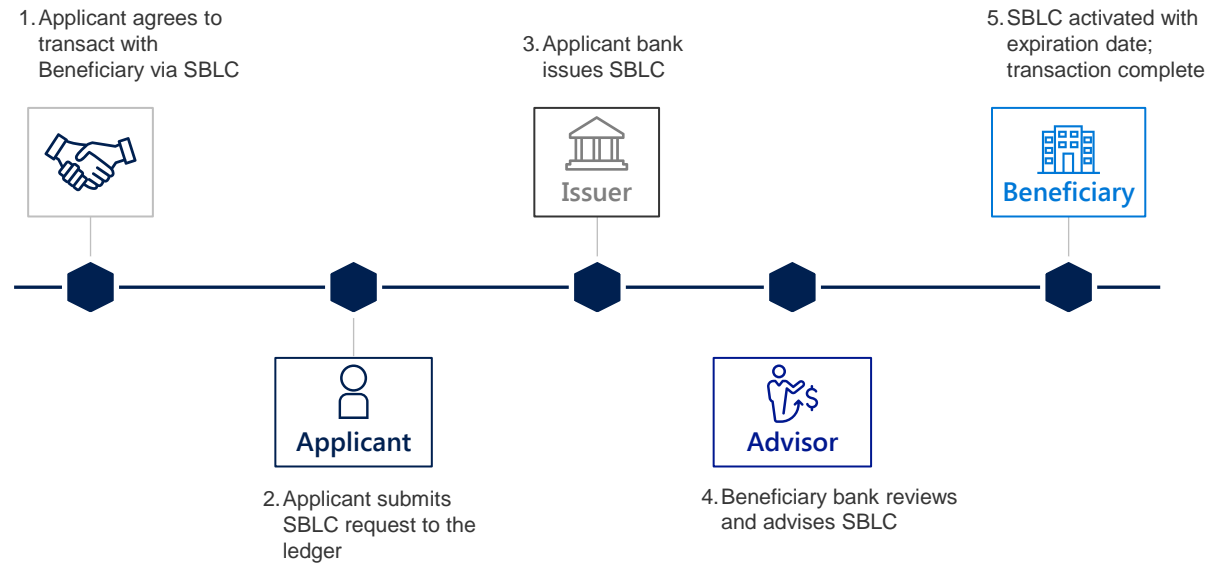 1. Applicant agrees to
transact with
Beneficiary via SBLC
3. Applicant bank
issues SBLC
5. SBLC activated with
expiration date;
transaction complete
Issuer
Beneficiary
Applicant
$
Advisor
2. Applicant submits
SBLC request to the
ledger
4. Beneficiary bank reviews
and advises SBLC